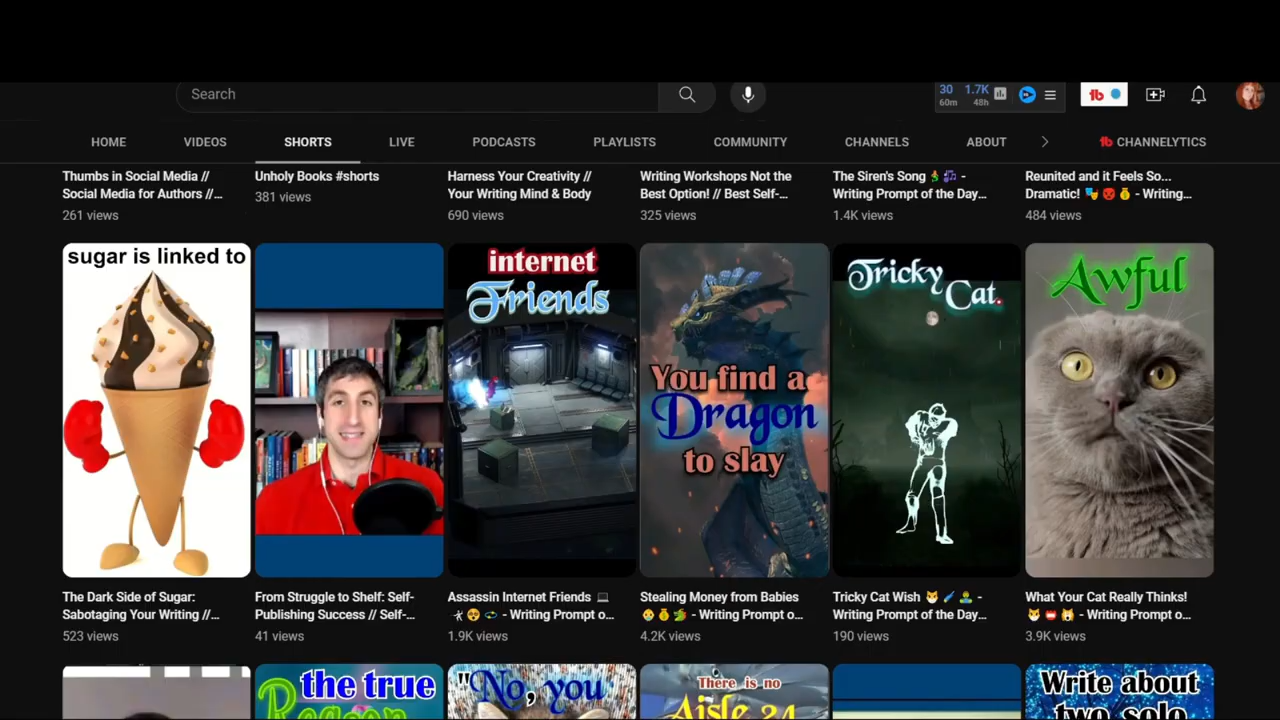 Search
30 1.7K
60m 48h
tb
HOME VIDEOS SHORTS LIVE PODCASTS PLAYLISTS COMMUNITY CHANNELS ABOUT tb CHANNELYTICS
Thumbs in Social Media //
Social Media for Authors //...
261 views
Unholy Books #shorts
381 views
Harness Your Creativity //
Your Writing Mind & Body
690 views
Writing Workshops Not the
Best Option! // Best Self-...
325 views
The Siren's Song 🧜‍♂️🎶 -
Writing Prompt of the Day...
1.4K views
Reunited and it Feels So...
Dramatic! 🎭👹💰 - Writing...
484 views
sugar is linked to
internet
Friends
You find a
Dragon
to slay
Tricky
Cat.
Awful
The Dark Side of Sugar:
Sabotaging Your Writing //...
523 views
From Struggle to Shelf: Self-
Publishing Success // Self-...
41 views
Assassin Internet Friends 💻
- Writing Prompt o...
1.9K views
Stealing Money from Babies
👶💰🐲 - Writing Prompt o...
4.2K views
Tricky Cat Wish
- Writing Prompt of the Day...
190 views
What Your Cat Really Thinks!
- Writing Prompt o...
3.9K views
the true
Reason
"No, you
There is no
Aisle 24
Write about
two solo